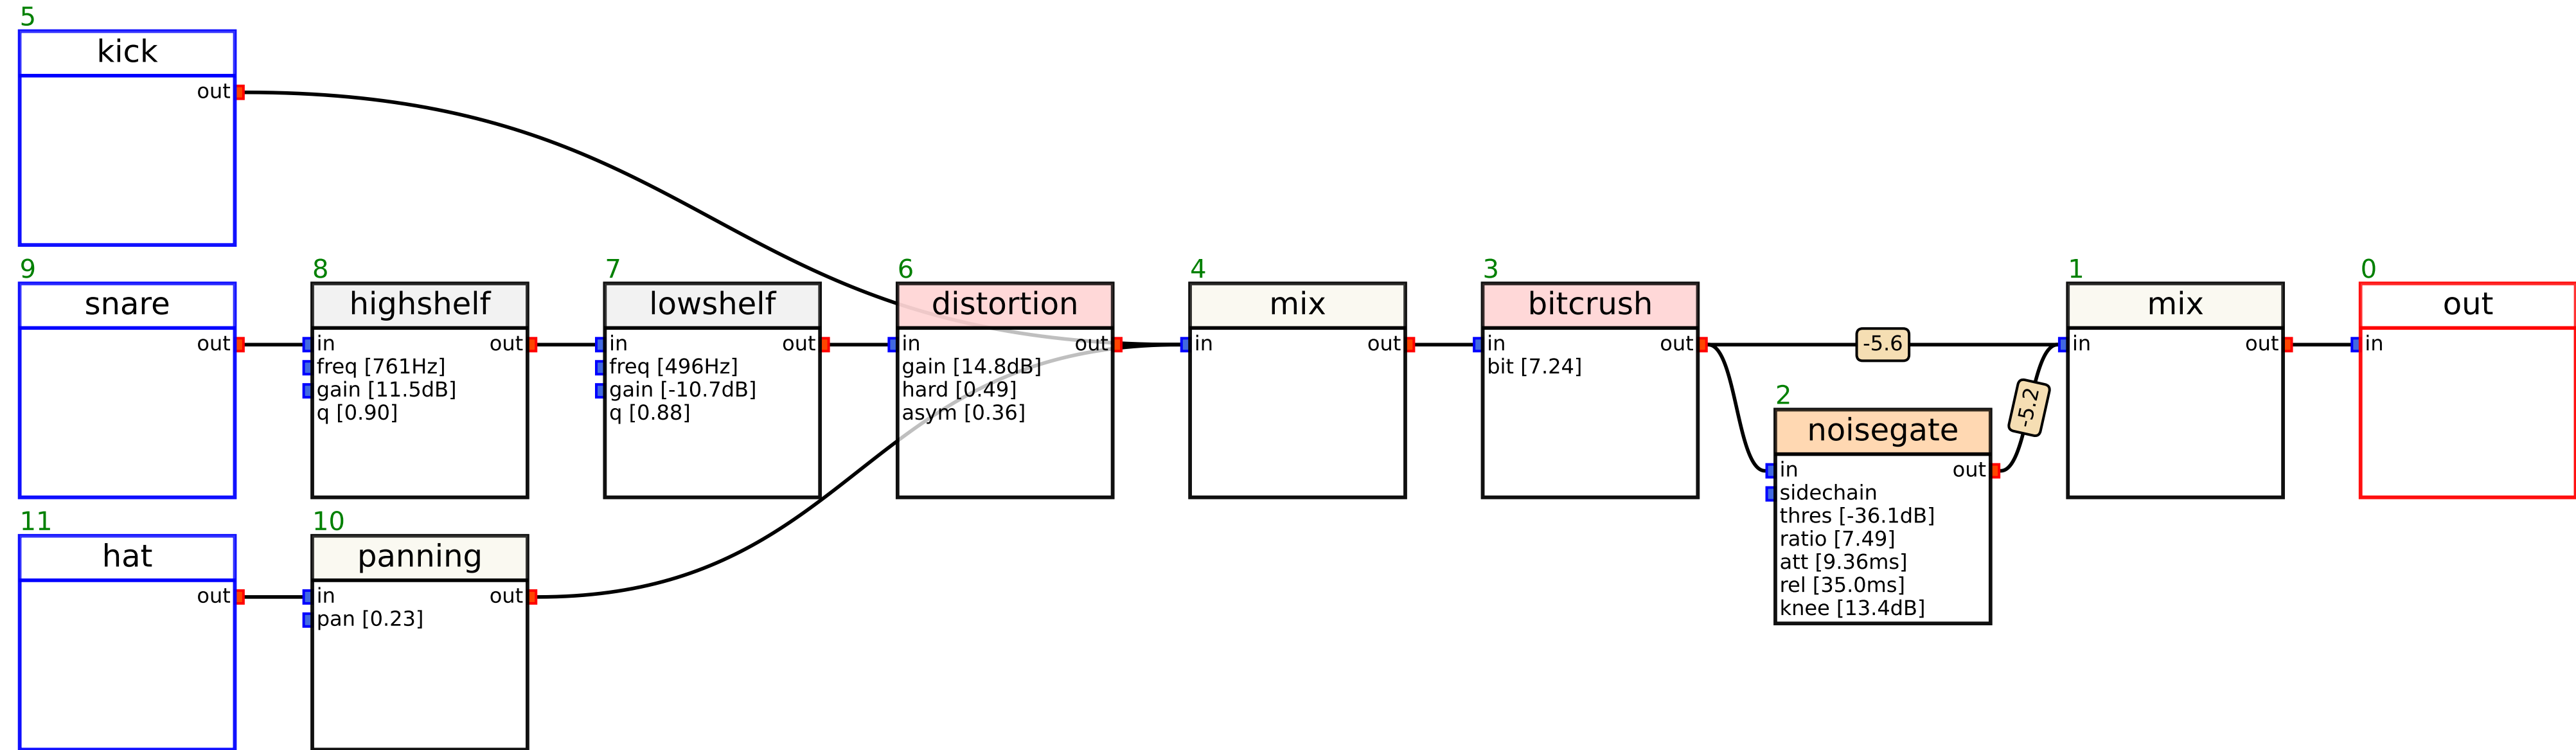 5
kick
out
9
snare
out
8
highshelf
in out
freq [761Hz]
gain [11.5dB]
q [0.90]
7
lowshelf
in out
freq [496Hz]
gain [-10.7dB]
q [0.88]
6
distortion
in out
gain [14.8dB]
hard [0.49]
asym [0.36]
4
mix
in out
3
bitcrush
in out
bit [7.24]
-5.6
2
noisegate
in out
sidechain
thres [-36.1dB]
ratio [7.49]
att [9.36ms]
rel [35.0ms]
knee [13.4dB]
-5.2
1
mix
in out
0
out
in
11
hat
out
10
panning
in out
pan [0.23]